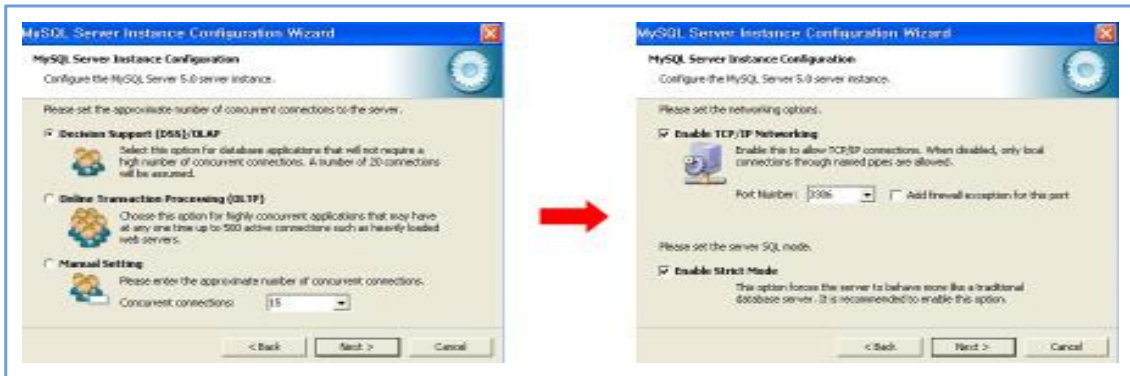 MySQL Server Instance Configuration Wizard
MySQL Server Instance Configuration
Configure the MySQL Server 5.0 server instance.
Please set the approximate number of concurrent connections to the server.
Decision Support (DSS)/OLAP
Select this option for database applications that will not require a
high number of concurrent connections. A number of 20 connections
will be assumed.
Online Transaction Processing (OLTP)
Choose this option for highly concurrent applications that may have
at any one time up to 500 active connections such as heavily loaded
web servers.
Manual Setting
Please enter the approximate number of concurrent connections.
Concurrent connections: 15
< Back Next > Cancel
MySQL Server Instance Configuration Wizard
MySQL Server Instance Configuration
Configure the MySQL Server 5.0 server instance.
Please set the networking options.
Enable TCP/IP Networking
Enable this to allow TCP/IP connections. When disabled, only local
connections through named pipes are allowed.
Port Number: 3306 Add firewall exception for this port
Please set the server SQL mode.
Enable Strict Mode
This option forces the server to behave more like a traditional
database server. It is recommended to enable this option.
< Back Next > Cancel